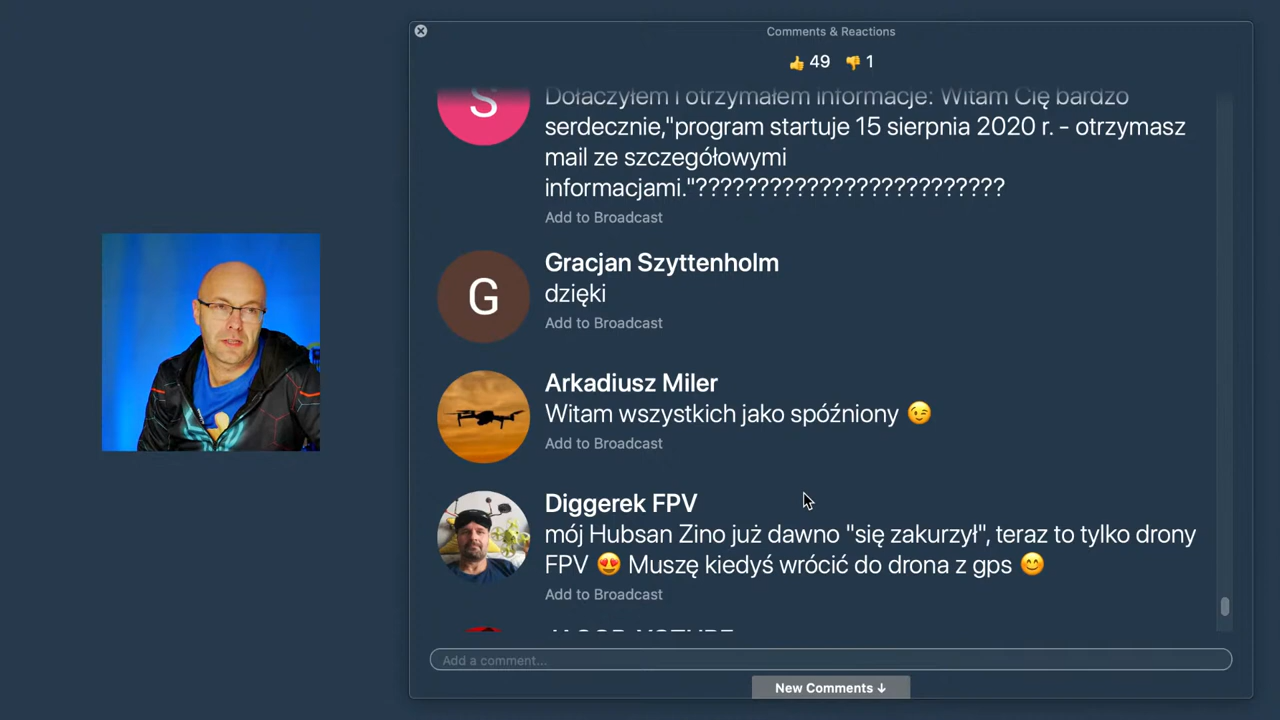 Comments & Reactions
👍 49 👎 1
S
Dołączyłem i otrzymałem informacje: Witam Cię bardzo
serdecznie,"program startuje 15 sierpnia 2020 r. - otrzymasz
mail ze szczegółowymi
informacjami."?????????????????????????
Add to Broadcast
G
Gracjan Szyttenholm
dzięki
Add to Broadcast
Arkadiusz Miler
Witam wszystkich jako spóźniony 😉
Add to Broadcast
Diggerek FPV
mój Hubsan Zino już dawno "się zakurzył", teraz to tylko drony
FPV 😍 Muszę kiedyś wrócić do drona z gps 😊
Add to Broadcast
Add a comment...
New Comments ↓